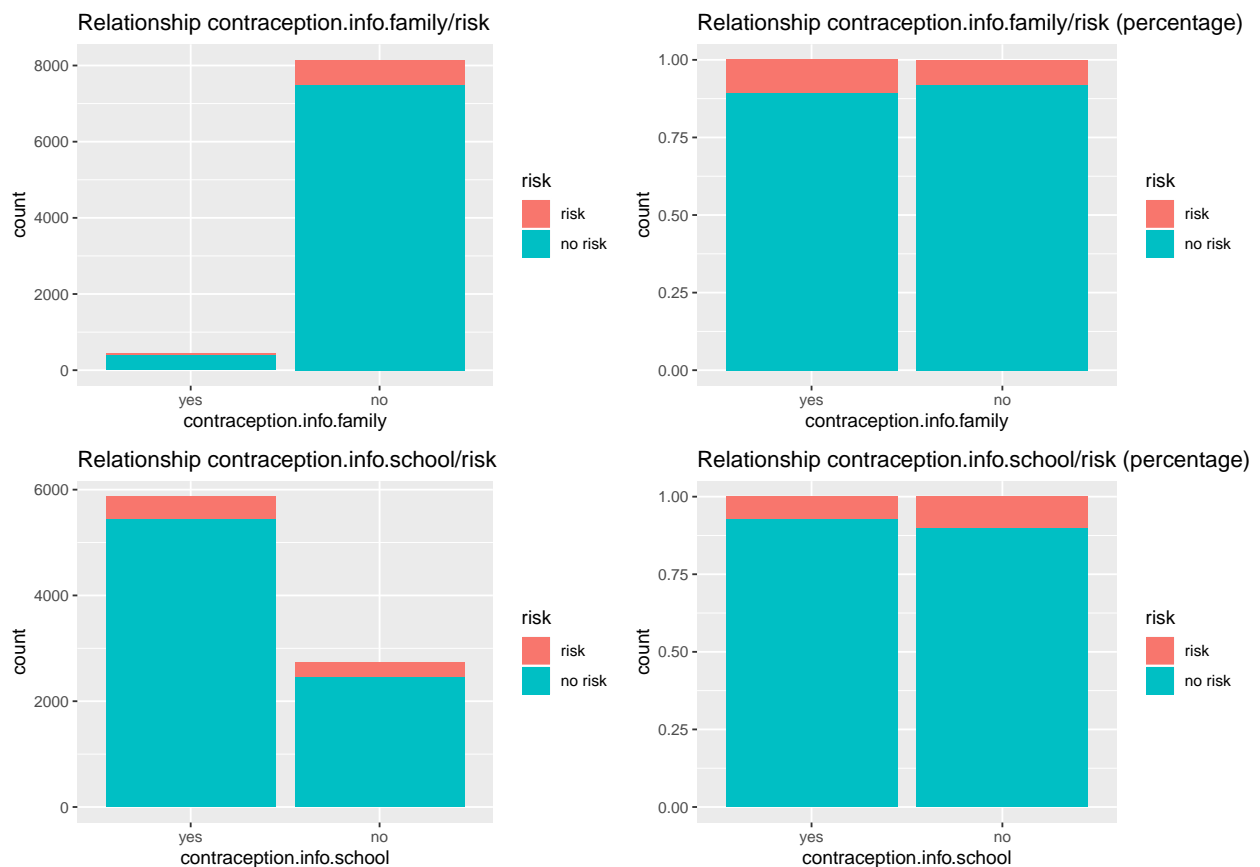 Relationship contraception.info.family/risk
8000
6000
4000
2000
0
count
yes no
contraception.info.family
risk
risk
no risk
Relationship contraception.info.family/risk (percentage)
1.00
0.75
0.50
0.25
0.00
count
yes no
contraception.info.family
risk
risk
no risk
Relationship contraception.info.school/risk
6000
4000
2000
0
count
yes no
contraception.info.school
risk
risk
no risk
Relationship contraception.info.school/risk (percentage)
1.00
0.75
0.50
0.25
0.00
count
yes no
contraception.info.school
risk
risk
no risk